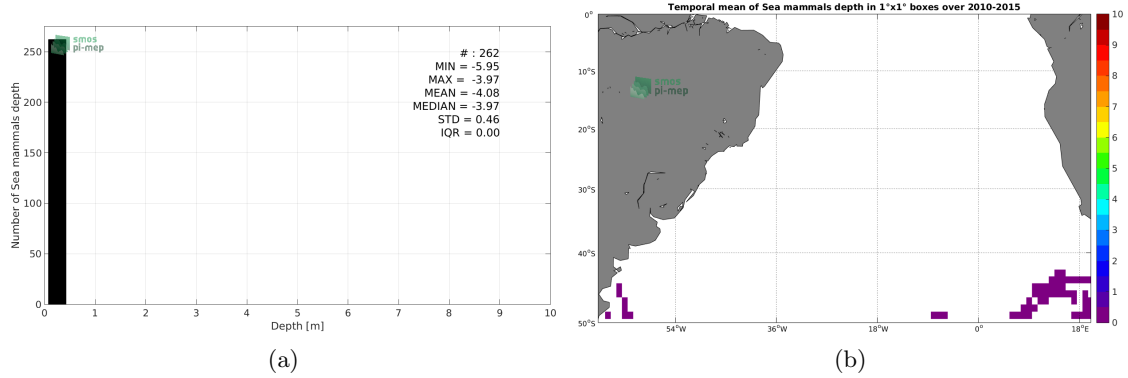 smos
pi-mep
# : 262
MIN = -5.95
MAX = -3.97
MEAN = -4.08
MEDIAN = -3.97
STD = 0.46
IQR = 0.00
Number of Sea mammals depth
250
200
150
100
50
0
0 1 2 3 4 5 6 7 8 9 10
Depth [m]
(a)
Temporal mean of Sea mammals depth in 1°x1° boxes over 2010-2015
smos
pi-mep
0°
10°S
20°S
30°S
40°S
50°S
54°W 36°W 18°W 0° 18°E
10
9
8
7
6
5
4
3
2
1
0
(b)